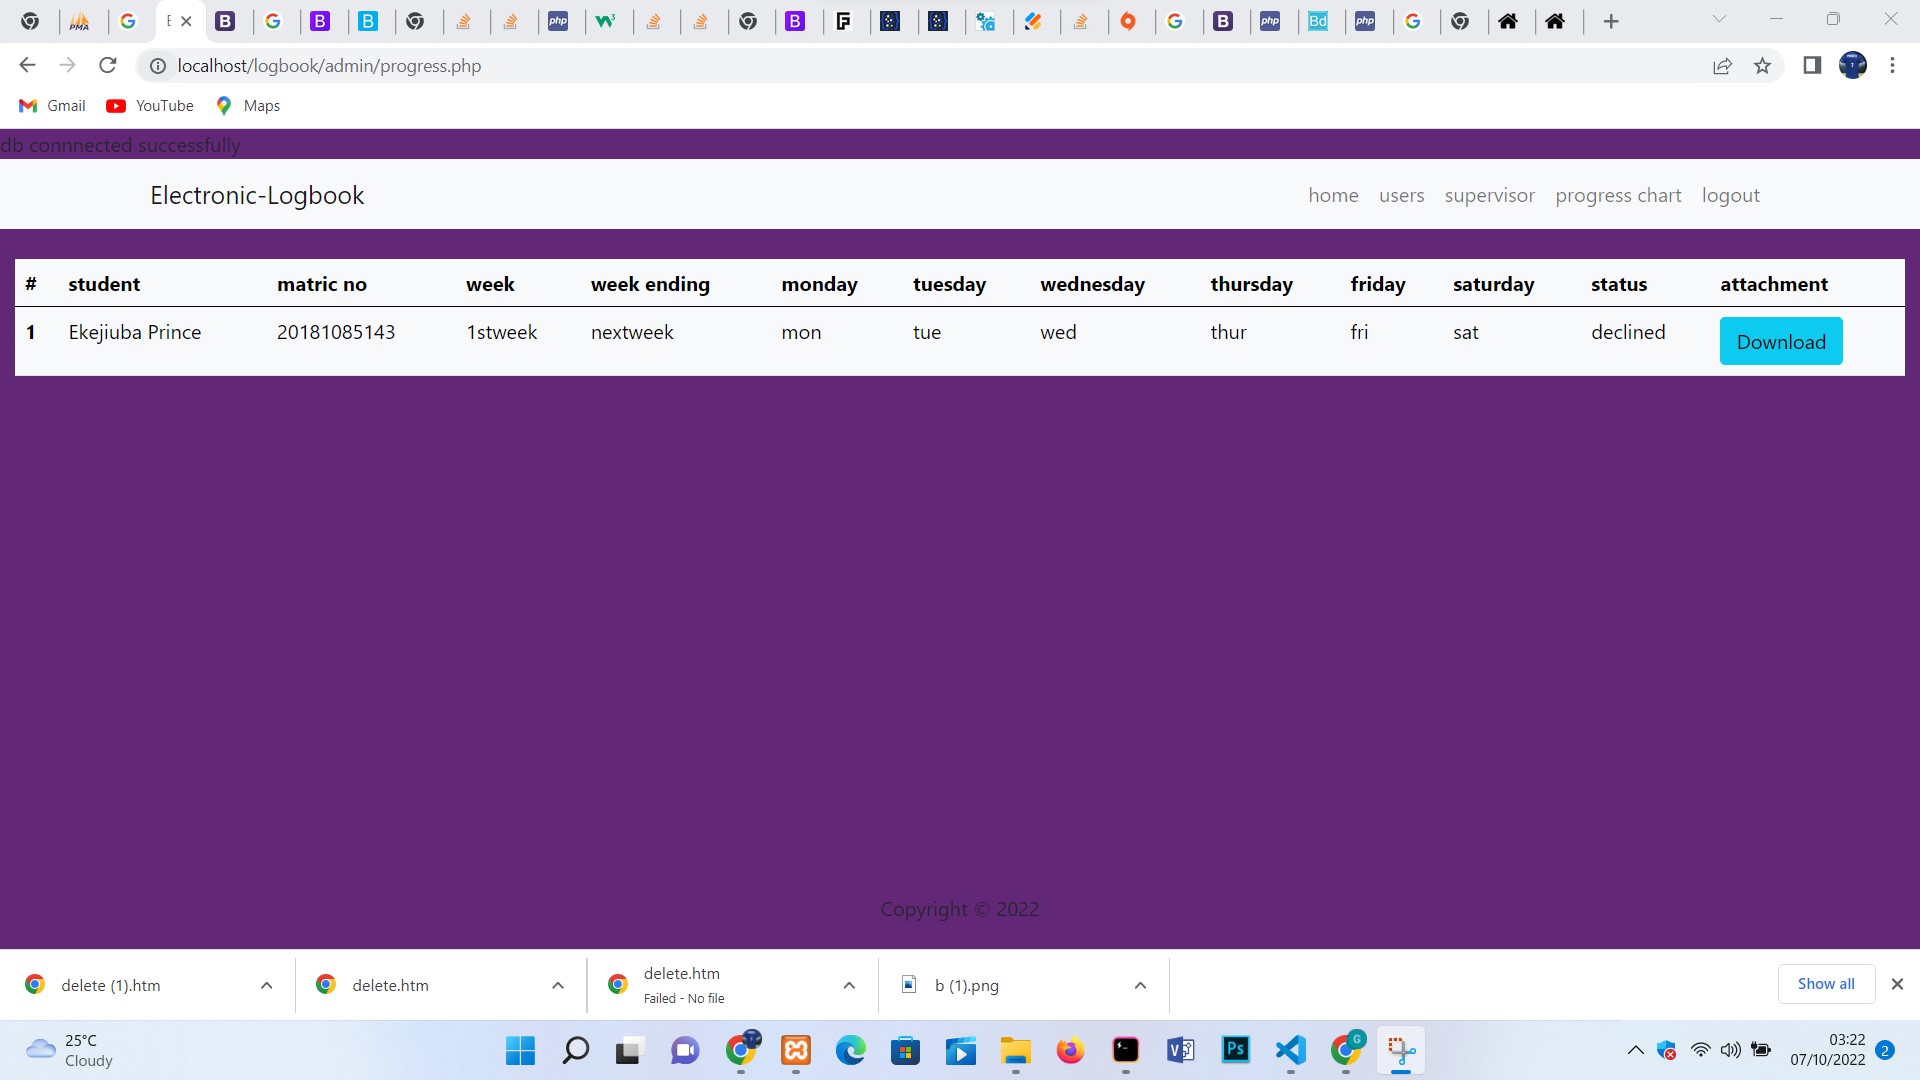 localhost/logbook/admin/progress.php
Gmail YouTube Maps
db connnected successfully
Electronic-Logbook home users supervisor progress chart logout
# student matric no week week ending monday tuesday wednesday thursday friday saturday status attachment
1 Ekejiuba Prince 20181085143 1stweek nextweek mon tue wed thur fri sat declined Download
Copyright © 2022
delete (1).htm delete.htm delete.htm b (1).png Show all
Failed - No file
25°C 03:22
Cloudy 07/10/2022 2